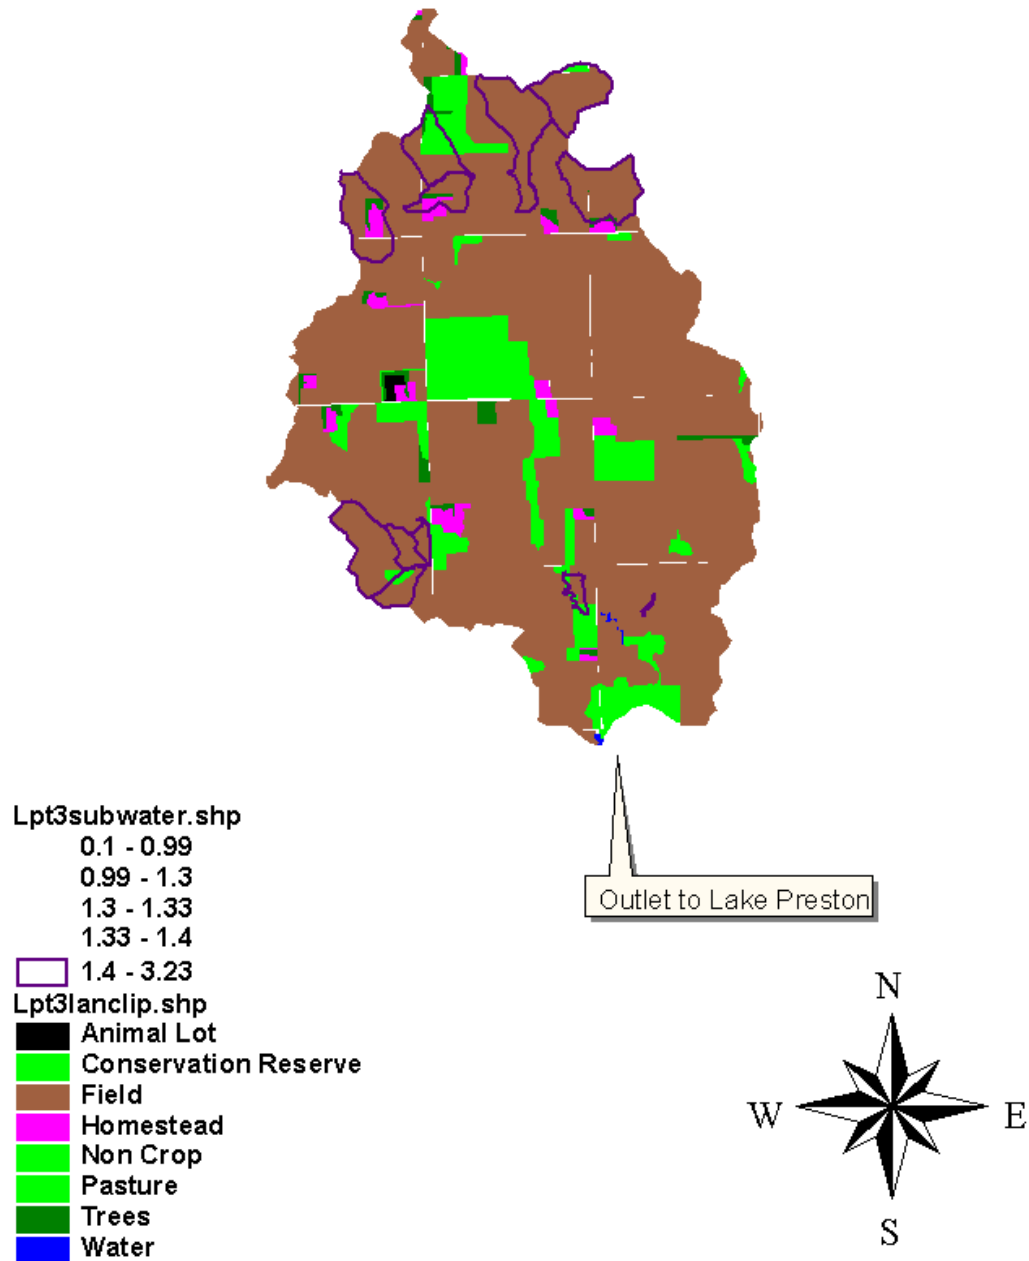 Outlet to Lake Preston
Lpt3subwater.shp
0.1 - 0.99
0.99 - 1.3
1.3 - 1.33
1.33 - 1.4
1.4 - 3.23
Lpt3lanclip.shp
Animal Lot
Conservation Reserve
Field
Homestead
Non Crop
Pasture
Trees
Water
N
W E
S